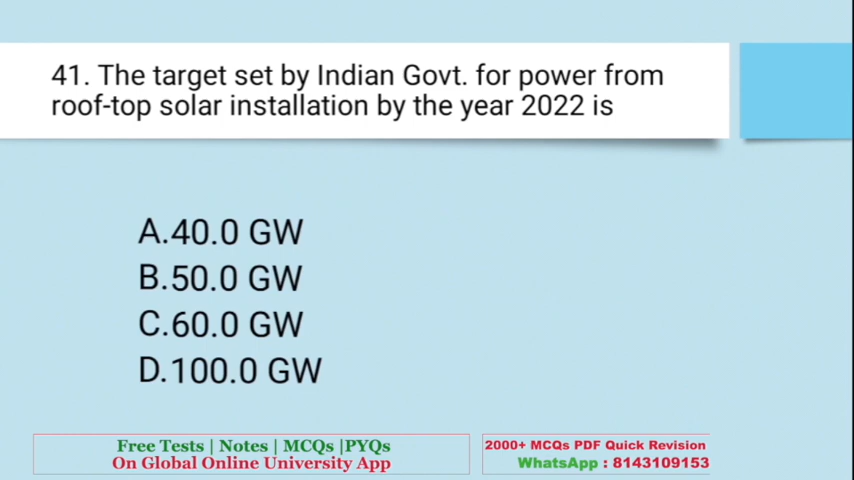 41. The target set by Indian Govt. for power from
roof-top solar installation by the year 2022 is
A.40.0 GW
B.50.0 GW
C.60.0 GW
D.100.0 GW
Free Tests | Notes | MCQs |PYQs
On Global Online University App
2000+ MCQs PDF Quick Revision
WhatsApp : 8143109153